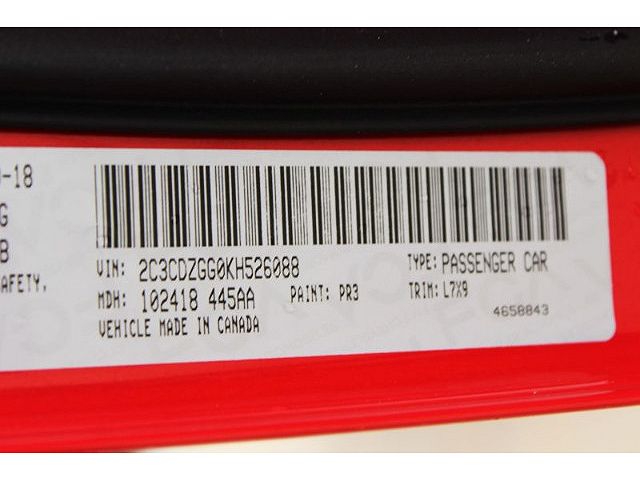 0-18
G
B
AFETY,
VIN: 2C3CDZGG0KH526088 TYPE: PASSENGER CAR
MDH: 102418 445AA PAINT: PR3 TRIM: L7X9
VEHICLE MADE IN CANADA 4658843